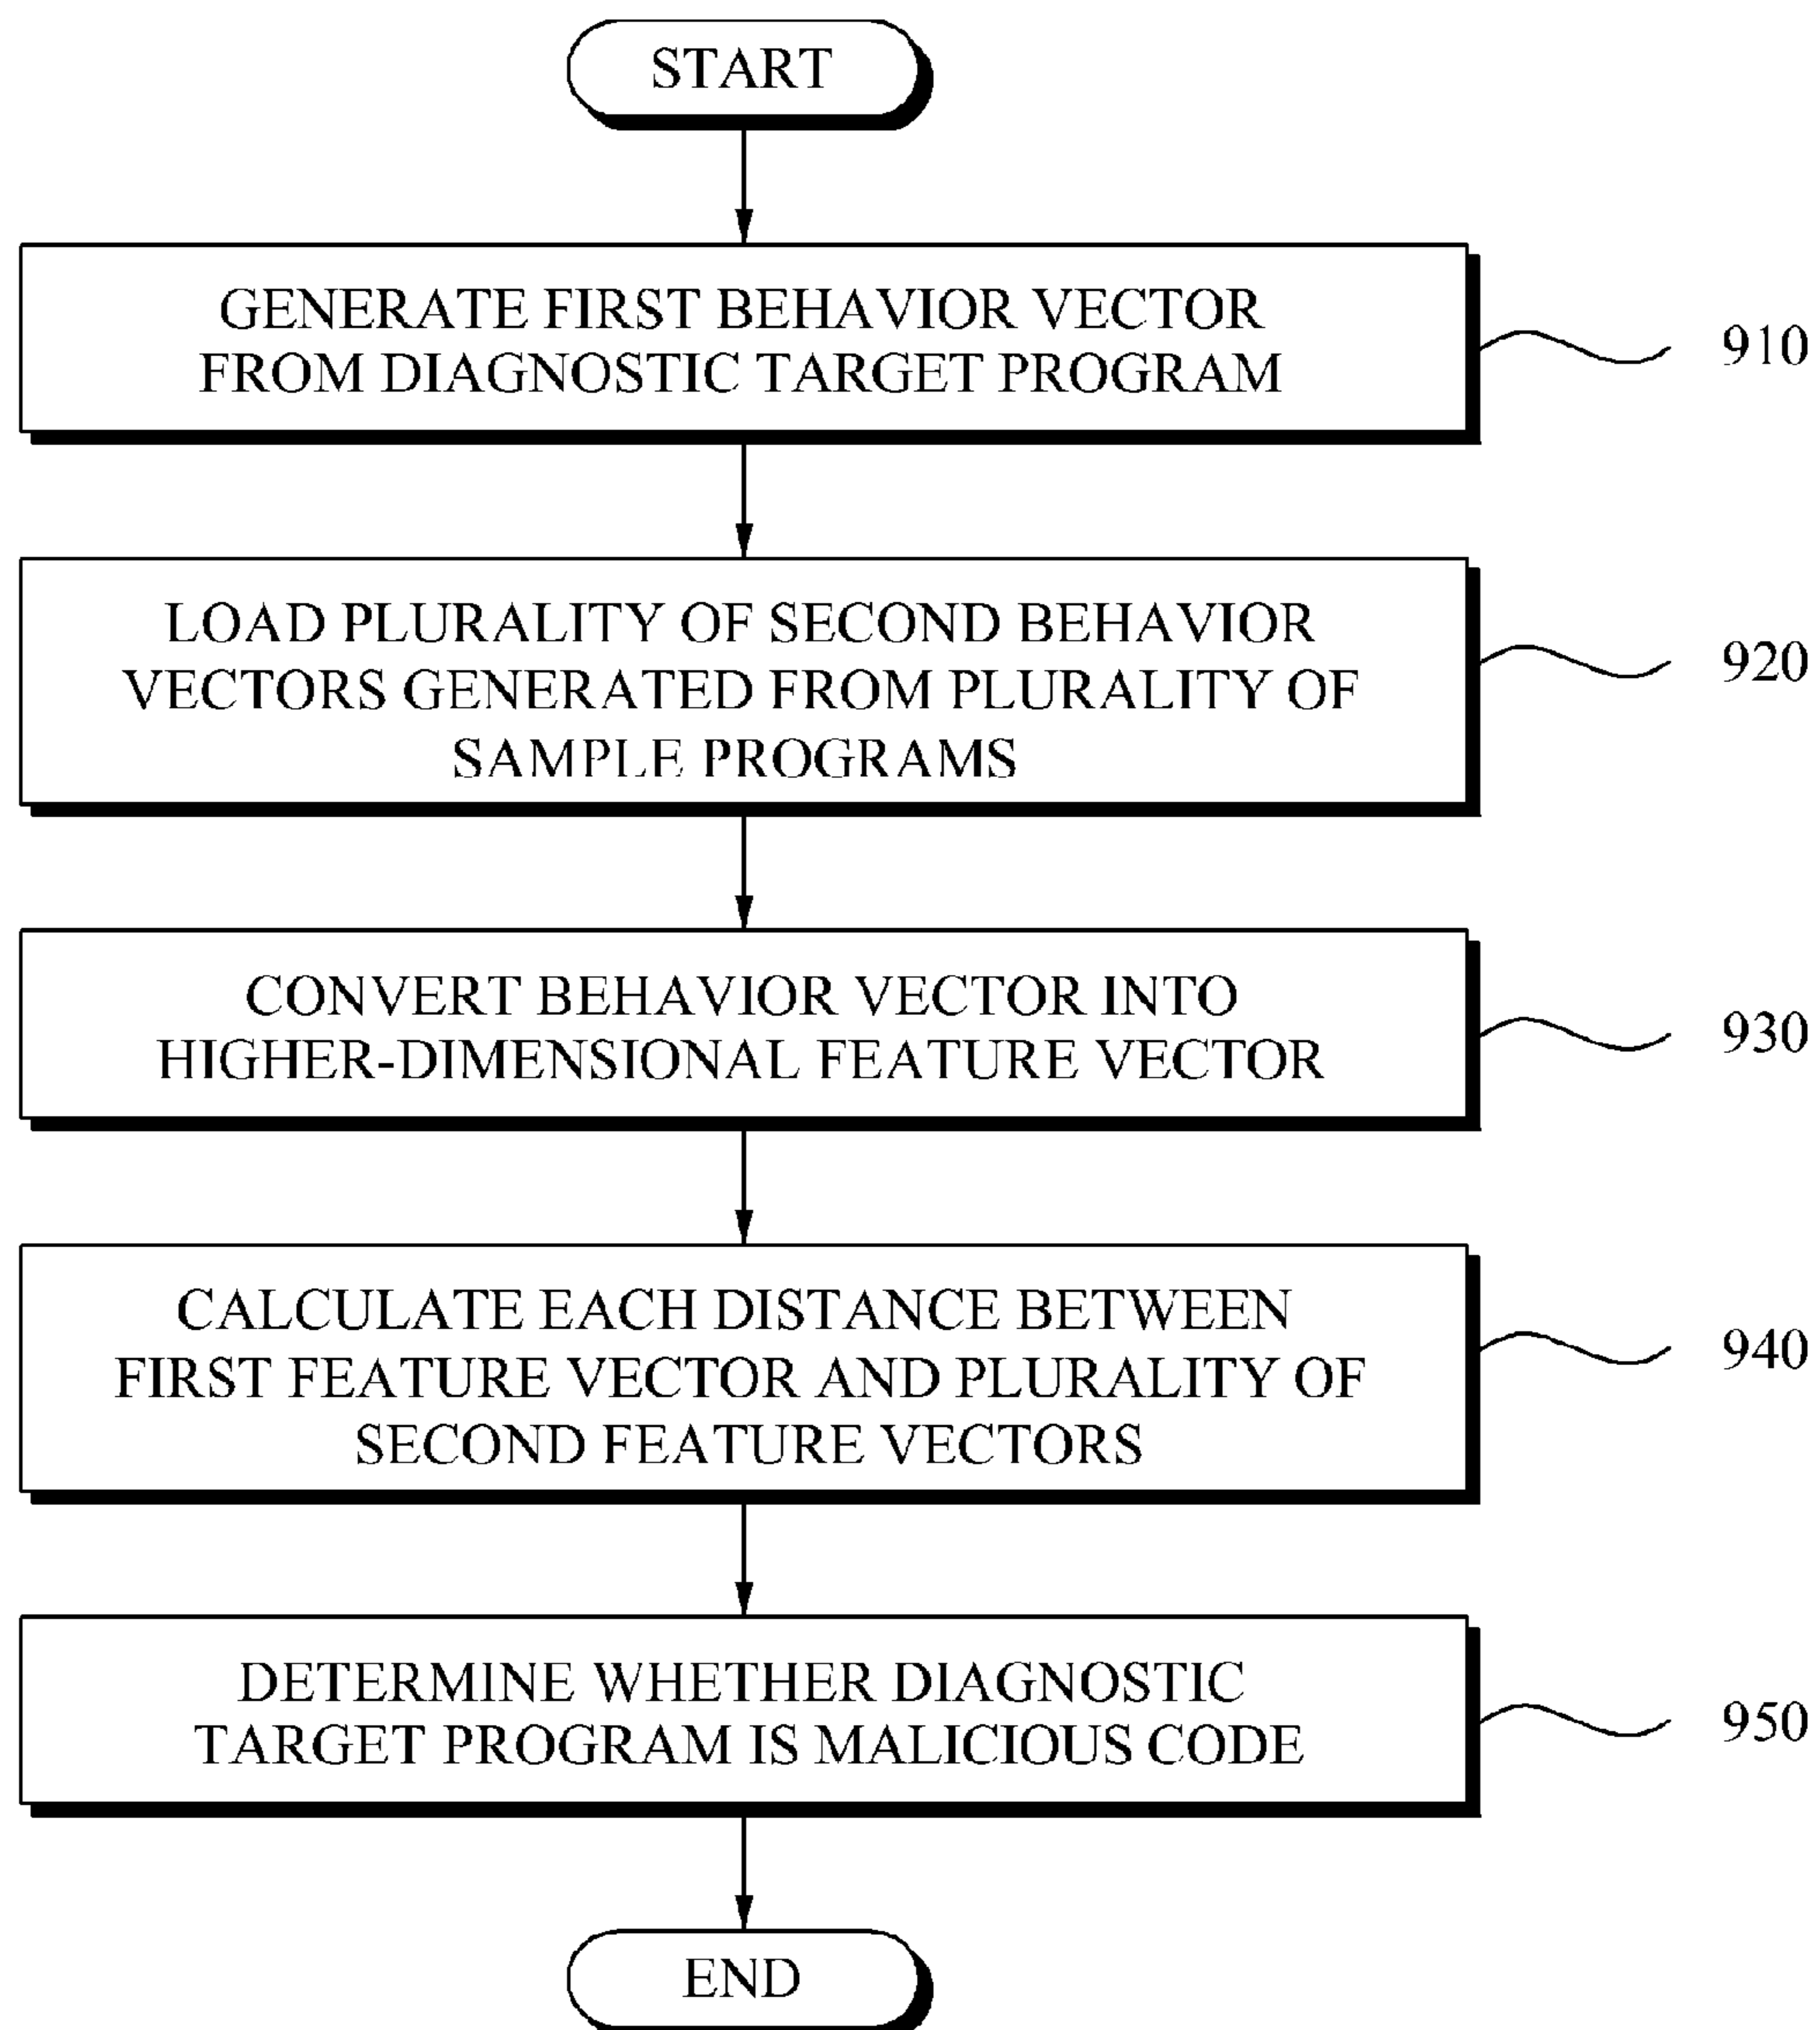 START
GENERATE FIRST BEHAVIOR VECTOR
FROM DIAGNOSTIC TARGET PROGRAM
910
LOAD PLURALITY OF SECOND BEHAVIOR
VECTORS GENERATED FROM PLURALITY OF
SAMPLE PROGRAMS
920
CONVERT BEHAVIOR VECTOR INTO
HIGHER-DIMENSIONAL FEATURE VECTOR
930
CALCULATE EACH DISTANCE BETWEEN
FIRST FEATURE VECTOR AND PLURALITY OF
SECOND FEATURE VECTORS
940
DETERMINE WHETHER DIAGNOSTIC
TARGET PROGRAM IS MALICIOUS CODE
950
END